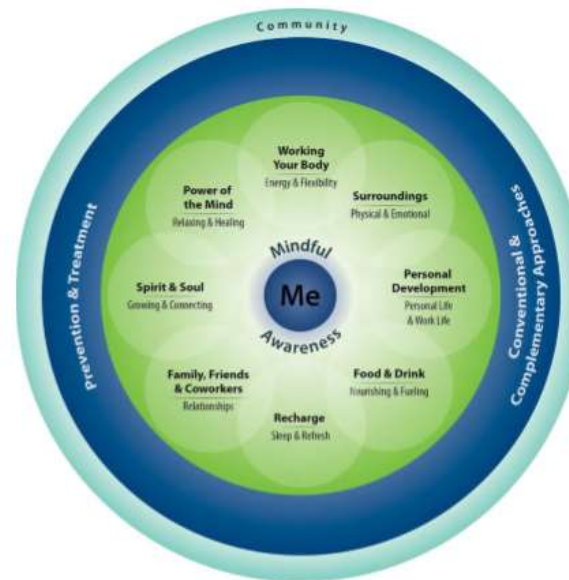 Community
Prevention & Treatment
Conventional &
Complementary Approaches
Working
Your Body
Energy & Flexibility
Surroundings
Physical & Emotional
Personal
Development
Personal Life
& Work Life
Food & Drink
Nourishing & Fueling
Recharge
Sleep & Refresh
Family, Friends
& Coworkers
Relationships
Spirit & Soul
Growing & Connecting
Power of
the Mind
Relaxing & Healing
Mindful
Me
Awareness